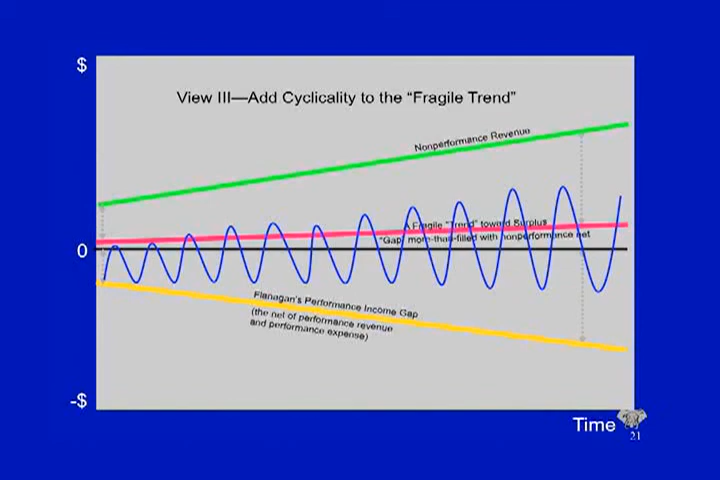 $
View III—Add Cyclicality to the “Fragile Trend”
Nonperformance Revenue
A Fragile “Trend” toward Surplus
“Gap” more-than-filled with nonperformance net
0
Flanagan's Performance Income Gap
(the net of performance revenue
and performance expense)
-$
Time
21